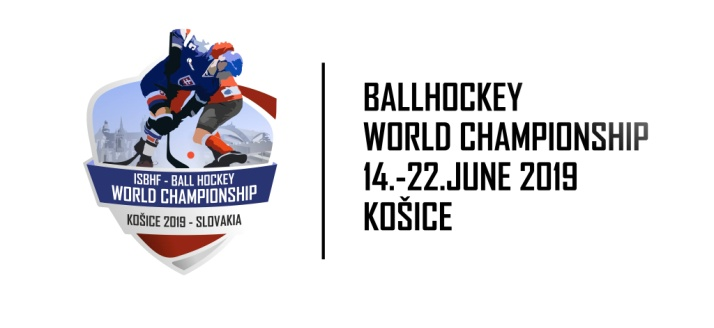 ISBHF - BALL HOCKEY
WORLD CHAMPIONSHIP
KOŠICE 2019 - SLOVAKIA
BALLHOCKEY
WORLD CHAMPIONSHIP
14.-22.JUNE 2019
KOŠICE